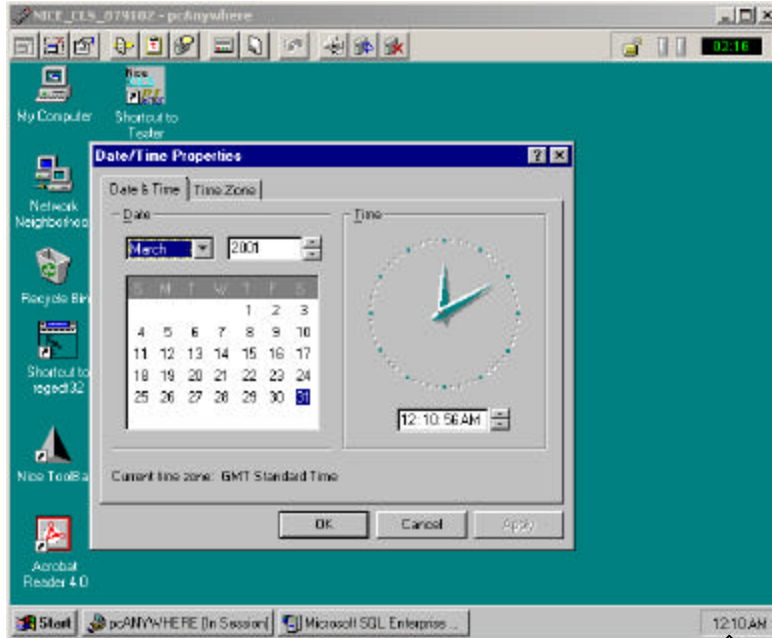 NICE_CLS_079102 - pcAnywhere
02:16
My Computer
Nice
CLS
Shortcut to
Tester
Date/Time Properties
Date & Time
Time Zone
Network
Neighborhoo
Date
Time
March
2001
S M T W T F S
1 2 3
4 5 6 7 8 9 10
11 12 13 14 15 16 17
18 19 20 21 22 23 24
25 26 27 28 29 30 31
12:10:56 AM
Recycle Bin
Shortcut to
regedt32
Nice ToolBa
Current time zone: GMT Standard Time
OK
Cancel
Apply
Acrobat
Reader 4.0
Start
pcANYWHERE [In Session]
Microsoft SQL Enterprise ...
12:10 AM